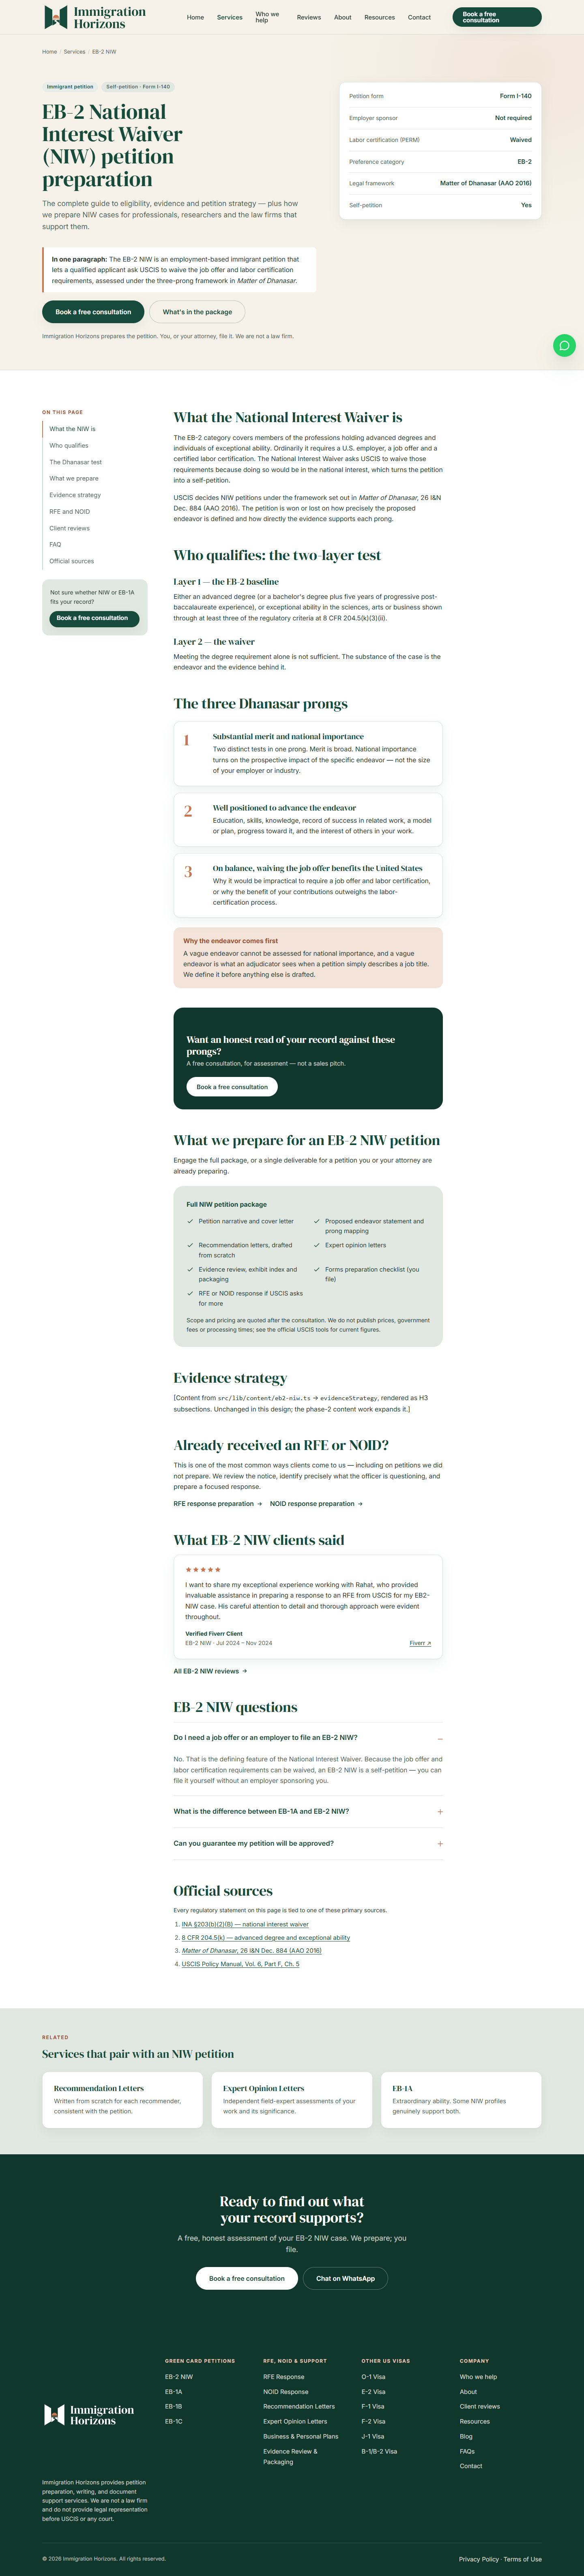 Immigration
Horizons
Home
Services
Who we
help
Reviews
About
Resources
Contact
Book a free
consultation
Home / Services / EB-2 NIW
Immigrant petition
Self-petition · Form I-140
EB-2 National
Interest Waiver
(NIW) petition
preparation
The complete guide to eligibility, evidence and petition strategy — plus how
we prepare NIW cases for professionals, researchers and the law firms that
support them.
In one paragraph: The EB-2 NIW is an employment-based immigrant petition that
lets a qualified applicant ask USCIS to waive the job offer and labor certification
requirements, assessed under the three-prong framework in Matter of Dhanasar.
Book a free consultation
What's in the package
Immigration Horizons prepares the petition. You, or your attorney, file it. We are not a law firm.
Petition form Form I-140
Employer sponsor Not required
Labor certification (PERM) Waived
Preference category EB-2
Legal framework Matter of Dhanasar (AAO 2016)
Self-petition Yes
ON THIS PAGE
What the NIW is
Who qualifies
The Dhanasar test
What we prepare
Evidence strategy
RFE and NOID
Client reviews
FAQ
Official sources
Not sure whether NIW or EB-1A
fits your record?
Book a free consultation
What the National Interest Waiver is
The EB-2 category covers members of the professions holding advanced degrees and
individuals of exceptional ability. Ordinarily it requires a U.S. employer, a job offer and a
certified labor certification. The National Interest Waiver asks USCIS to waive those
requirements because doing so would be in the national interest, which turns the petition
into a self-petition.
USCIS decides NIW petitions under the framework set out in Matter of Dhanasar, 26 I&N
Dec. 884 (AAO 2016). The petition is won or lost on how precisely the proposed
endeavor is defined and how directly the evidence supports each prong.
Who qualifies: the two-layer test
Layer 1 — the EB-2 baseline
Either an advanced degree (or a bachelor's degree plus five years of progressive post-
baccalaureate experience), or exceptional ability in the sciences, arts or business shown
through at least three of the regulatory criteria at 8 CFR 204.5(k)(3)(ii).
Layer 2 — the waiver
Meeting the degree requirement alone is not sufficient. The substance of the case is the
endeavor and the evidence behind it.
The three Dhanasar prongs
1
Substantial merit and national importance
Two distinct tests in one prong. Merit is broad. National importance
turns on the prospective impact of the specific endeavor — not the size
of your employer or industry.
2
Well positioned to advance the endeavor
Education, skills, knowledge, record of success in related work, a model
or plan, progress toward it, and the interest of others in your work.
3
On balance, waiving the job offer benefits the United States
Why it would be impractical to require a job offer and labor certification,
or why the benefit of your contributions outweighs the labor-
certification process.
Why the endeavor comes first
A vague endeavor cannot be assessed for national importance, and a vague
endeavor is what an adjudicator sees when a petition simply describes a job title.
We define it before anything else is drafted.
Want an honest read of your record against these
prongs?
A free consultation, for assessment — not a sales pitch.
Book a free consultation
What we prepare for an EB-2 NIW petition
Engage the full package, or a single deliverable for a petition you or your attorney are
already preparing.
Full NIW petition package
Petition narrative and cover letter
Proposed endeavor statement and
prong mapping
Recommendation letters, drafted
from scratch
Expert opinion letters
Evidence review, exhibit index and
packaging
Forms preparation checklist (you
file)
RFE or NOID response if USCIS asks
for more
Scope and pricing are quoted after the consultation. We do not publish prices, government
fees or processing times; see the official USCIS tools for current figures.
Evidence strategy
[Content from src/lib/content/eb2-niw.ts → evidenceStrategy, rendered as H3
subsections. Unchanged in this design; the phase-2 content work expands it.]
Already received an RFE or NOID?
This is one of the most common ways clients come to us — including on petitions we did
not prepare. We review the notice, identify precisely what the officer is questioning, and
prepare a focused response.
RFE response preparation →
NOID response preparation →
What EB-2 NIW clients said
★★★★★
I want to share my exceptional experience working with Rahat, who provided
invaluable assistance in preparing a response to an RFE from USCIS for my EB2-
NIW case. His careful attention to detail and thorough approach were evident
throughout.
Verified Fiverr Client
EB-2 NIW · Jul 2024 – Nov 2024
Fiverr ↗
All EB-2 NIW reviews →
EB-2 NIW questions
Do I need a job offer or an employer to file an EB-2 NIW? –
No. That is the defining feature of the National Interest Waiver. Because the job offer and
labor certification requirements can be waived, an EB-2 NIW is a self-petition — you can
file it yourself without an employer sponsoring you.
What is the difference between EB-1A and EB-2 NIW? +
Can you guarantee my petition will be approved? +
Official sources
Every regulatory statement on this page is tied to one of these primary sources.
1. INA §203(b)(2)(B) — national interest waiver
2. 8 CFR 204.5(k) — advanced degree and exceptional ability
3. Matter of Dhanasar, 26 I&N Dec. 884 (AAO 2016)
4. USCIS Policy Manual, Vol. 6, Part F, Ch. 5
RELATED
Services that pair with an NIW petition
Recommendation Letters
Written from scratch for each recommender,
consistent with the petition.
Expert Opinion Letters
Independent field-expert assessments of your
work and its significance.
EB-1A
Extraordinary ability. Some NIW profiles
genuinely support both.
Ready to find out what
your record supports?
A free, honest assessment of your EB-2 NIW case. We prepare; you
file.
Book a free consultation
Chat on WhatsApp
Immigration
Horizons
Immigration Horizons provides petition
preparation, writing, and document
support services. We are not a law firm
and do not provide legal representation
before USCIS or any court.
GREEN CARD PETITIONS
EB-2 NIW
EB-1A
EB-1B
EB-1C
RFE, NOID & SUPPORT
RFE Response
NOID Response
Recommendation Letters
Expert Opinion Letters
Business & Personal Plans
Evidence Review &
Packaging
OTHER US VISAS
O-1 Visa
E-2 Visa
F-1 Visa
F-2 Visa
J-1 Visa
B-1/B-2 Visa
COMPANY
Who we help
About
Client reviews
Resources
Blog
FAQs
Contact
© 2026 Immigration Horizons. All rights reserved.
Privacy Policy · Terms of Use